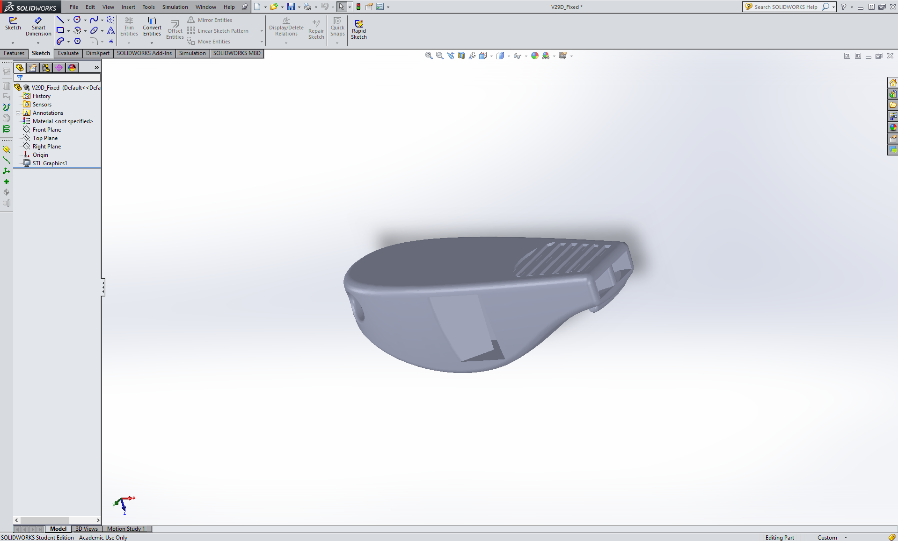 SOLIDWORKS File Edit View Insert Tools Simulation Window Help V29D_Fixed * Search SOLIDWORKS Help
Sketch Smart Dimension Trim Entities Convert Entities Offset Entities Mirror Entities Linear Sketch Pattern Move Entities Display/Delete Relations Repair Sketch Quick Snaps Rapid Sketch
Features Sketch Evaluate DimXpert SOLIDWORKS Add-Ins Simulation SOLIDWORKS MBD
V29D_Fixed (Default<<Defa
History
Sensors
Annotations
Material <not specified>
Front Plane
Top Plane
Right Plane
Origin
STL Graphics1
Model 3D Views Motion Study 1
SOLIDWORKS Student Edition - Academic Use Only Editing Part Custom